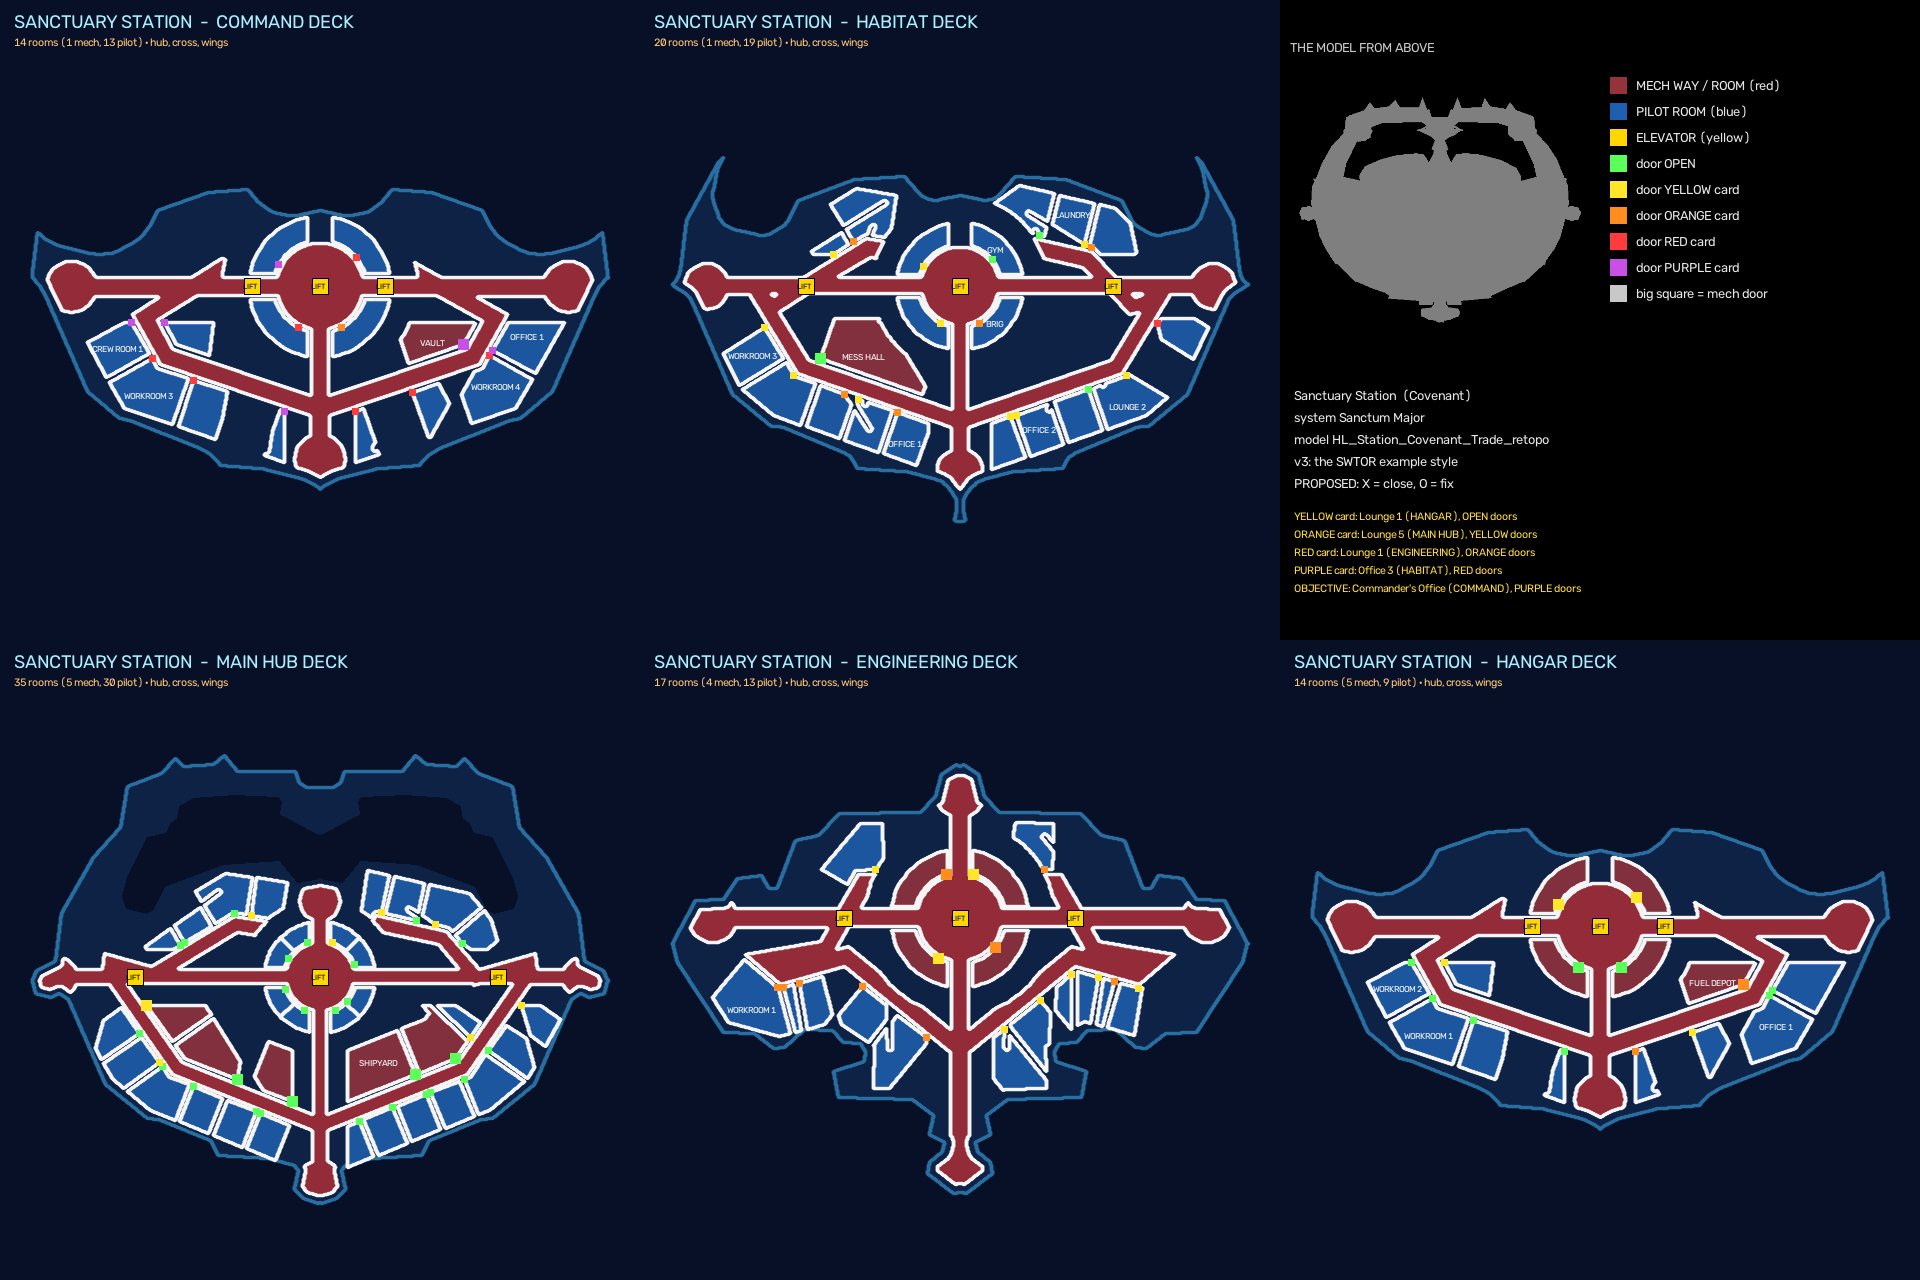 SANCTUARY STATION - COMMAND DECK
14 rooms (1 mech, 13 pilot) • hub, cross, wings
LIFT
LIFT
LIFT
CREW ROOM 1
VAULT
OFFICE 1
WORKROOM 3
WORKROOM 4
SANCTUARY STATION - HABITAT DECK
20 rooms (1 mech, 19 pilot) • hub, cross, wings
LAUNDRY
GYM
LIFT
LIFT
LIFT
BRIG
WORKROOM 3
MESS HALL
LOUNGE 2
OFFICE 2
OFFICE 1
THE MODEL FROM ABOVE
MECH WAY / ROOM (red)
PILOT ROOM (blue)
ELEVATOR (yellow)
door OPEN
door YELLOW card
door ORANGE card
door RED card
door PURPLE card
big square = mech door
Sanctuary Station (Covenant)
system Sanctum Major
model HL_Station_Covenant_Trade_retopo
v3: the SWTOR example style
PROPOSED: X = close, O = fix
YELLOW card: Lounge 1 (HANGAR), OPEN doors
ORANGE card: Lounge 5 (MAIN HUB), YELLOW doors
RED card: Lounge 1 (ENGINEERING), ORANGE doors
PURPLE card: Office 3 (HABITAT), RED doors
OBJECTIVE: Commander's Office (COMMAND), PURPLE doors
SANCTUARY STATION - MAIN HUB DECK
35 rooms (5 mech, 30 pilot) • hub, cross, wings
LIFT
LIFT
LIFT
SHIPYARD
SANCTUARY STATION - ENGINEERING DECK
17 rooms (4 mech, 13 pilot) • hub, cross, wings
LIFT
LIFT
LIFT
WORKROOM 1
SANCTUARY STATION - HANGAR DECK
14 rooms (5 mech, 9 pilot) • hub, cross, wings
LIFT
LIFT
LIFT
WORKROOM 2
FUEL DEPOT
WORKROOM 1
OFFICE 1